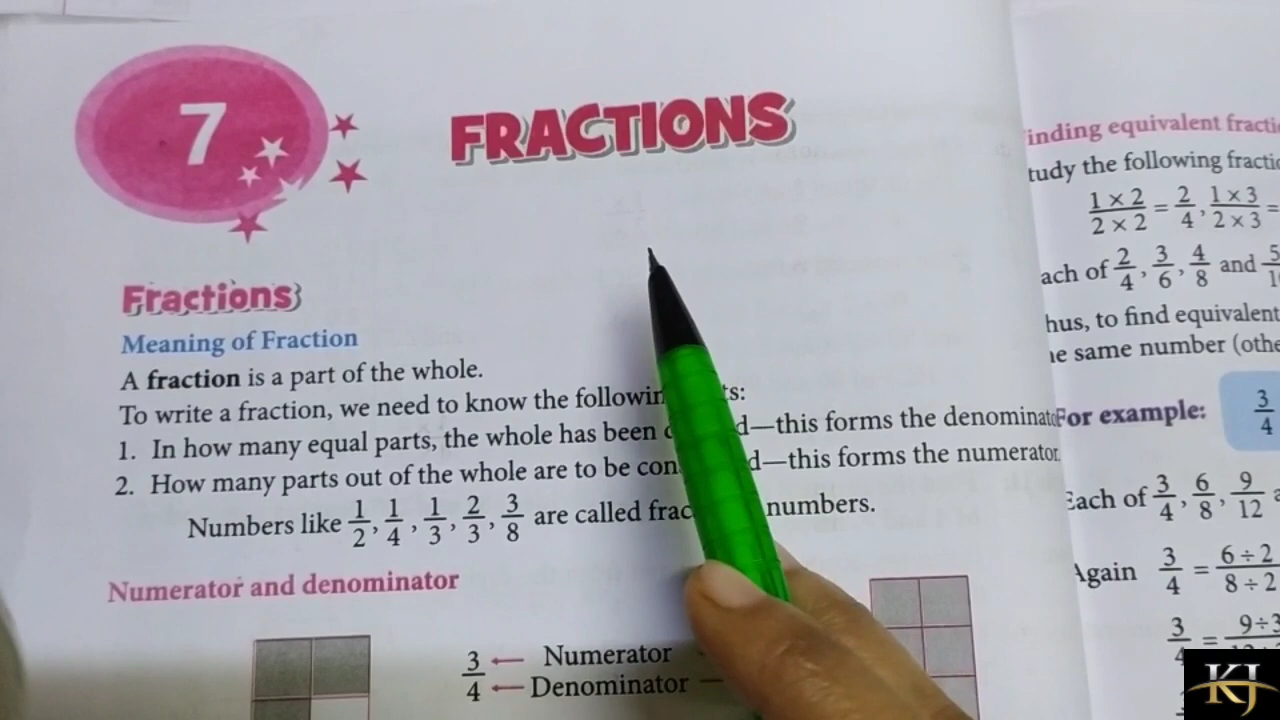 7
FRACTIONS
Fractions
Meaning of Fraction
A fraction is a part of the whole.
To write a fraction, we need to know the followin ts:
1. In how many equal parts, the whole has been d—this forms the denominato
2. How many parts out of the whole are to be con d—this forms the numerator.
Numbers like 1/2, 1/4, 1/3, 2/3, 3/8 are called frac numbers.
Numerator and denominator
3/4 ← Numerator
← Denominator
inding equivalent fracti
tudy the following fractio
1 × 2/2 × 2 = 2/4, 1 × 3/2 × 3 =
ach of 2/4, 3/6, 4/8 and 5/1
hus, to find equivalent
e same number (othe
For example: 3/4
Each of 3/4, 6/8, 9/12
Again 3/4 = 6 ÷ 2/8 ÷ 2
3/4 = 9÷3
KJ